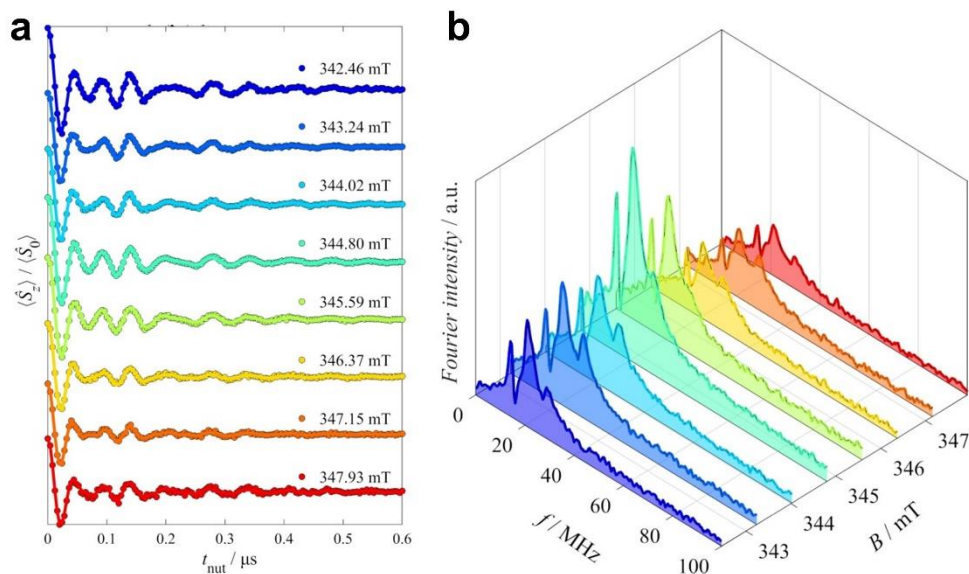 a
342.46 mT
343.24 mT
344.02 mT
344.80 mT
345.59 mT
346.37 mT
347.15 mT
347.93 mT
⟨Ŝz⟩ / ⟨Ŝ0⟩
0 0.1 0.2 0.3 0.4 0.5 0.6
tnut / μs
b
Fourier intensity / a.u.
0
20
40
60
80
100
f / MHz
343
344
345
346
347
B / mT